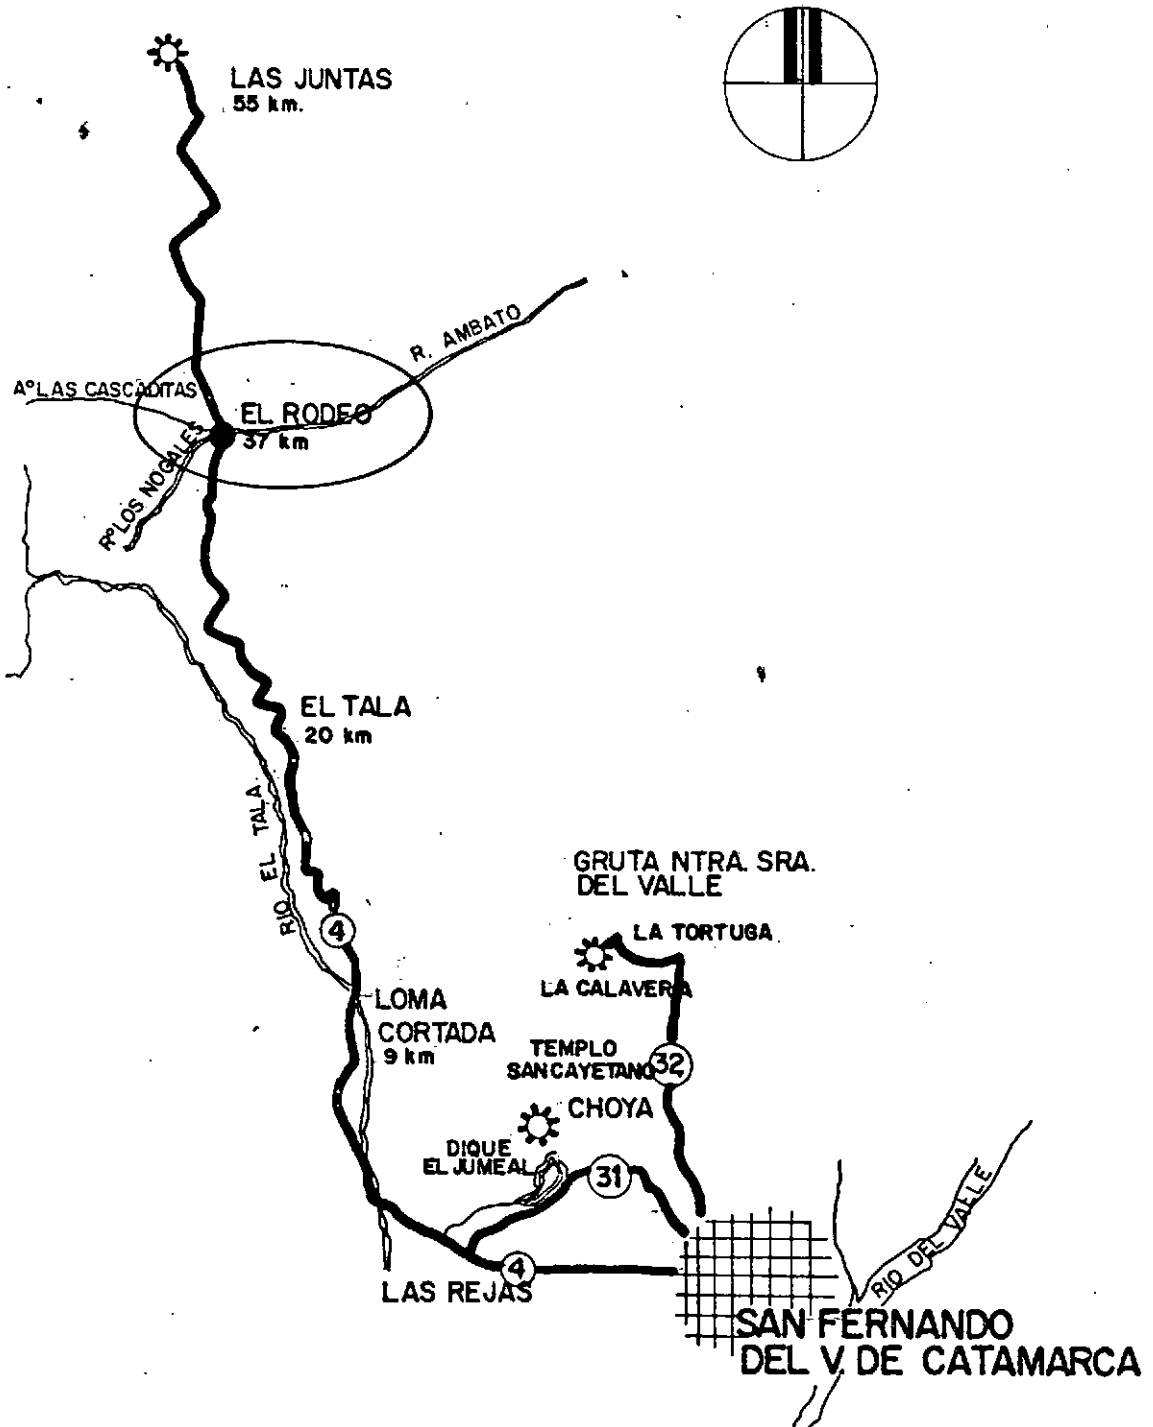 LAS JUNTAS
55 km.
R. AMBATO
A° LAS CASCADITAS
EL RODEO
37 km
R° LOS NOGALES
EL TALA
20 km
RIO EL TALA
GRUTA NTRA. SRA.
DEL VALLE
4
LA TORTUGA
LA CALAVERA
LOMA
CORTADA
9 km
TEMPLO
SAN CAYETANO
32
CHOYA
DIQUE
EL JUMEAL
31
RIO DEL VALLE
4
LAS REJAS
SAN FERNANDO
DEL V. DE CATAMARCA